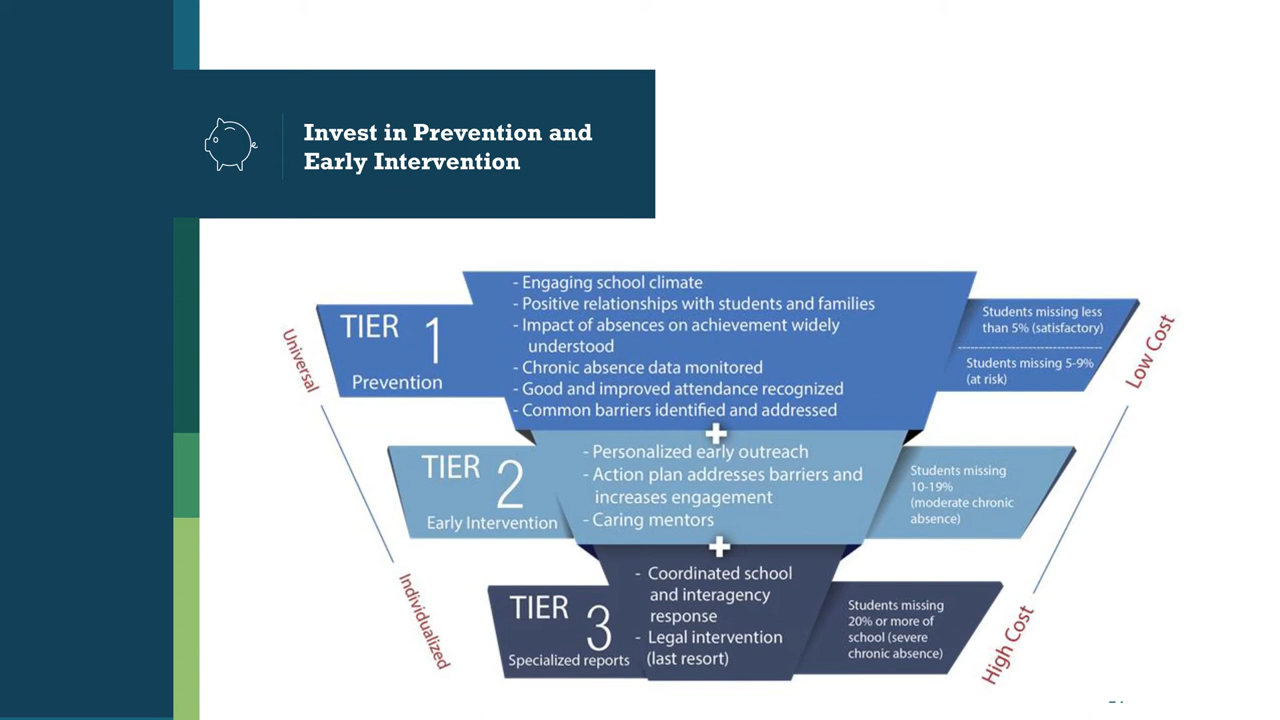 Invest in Prevention and
Early Intervention
Universal
TIER 1
Prevention
- Engaging school climate
- Positive relationships with students and families
- Impact of absences on achievement widely
understood
- Chronic absence data monitored
- Good and improved attendance recognized
- Common barriers identified and addressed
Students missing less
than 5% (satisfactory)
Students missing 5-9%
(at risk)
Low Cost
+
TIER 2
Early Intervention
- Personalized early outreach
- Action plan addresses barriers and
increases engagement
- Caring mentors
Students missing
10-19%
(moderate chronic
absence)
+
Individualized
TIER 3
Specialized reports
- Coordinated school
and interagency
response
- Legal intervention
(last resort)
Students missing
20% or more of
school (severe
chronic absence)
High Cost